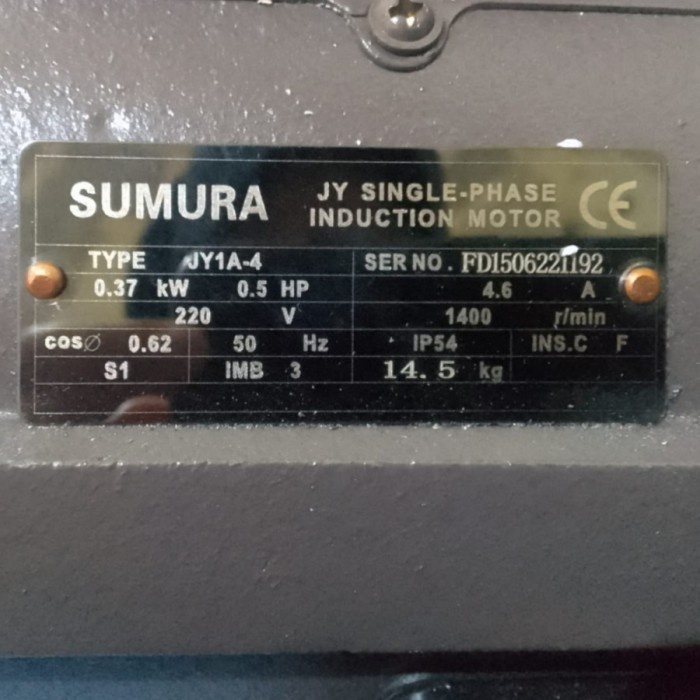 SUMURA
JY SINGLE-PHASE
INDUCTION MOTOR CE
TYPE JY1A-4 SER NO. FD1506221192
0.37 kW 0.5 HP 4.6 A
220 V 1400 r/min
cosØ 0.62 50 Hz IP54 INS.C F
S1 IMB 3 14.5 kg